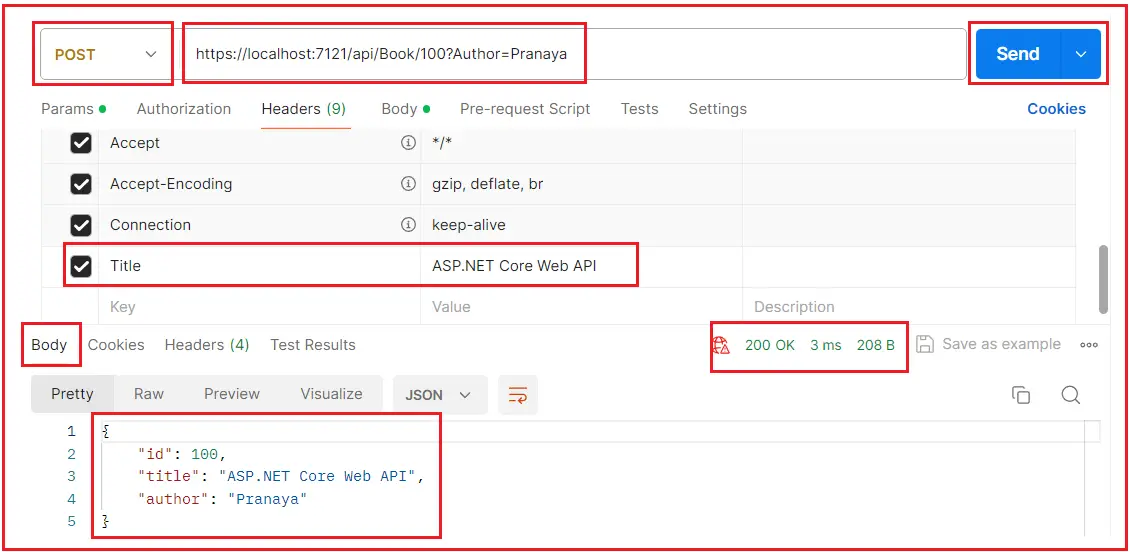 POST https://localhost:7121/api/Book/100?Author=Pranaya Send
Params Authorization Headers (9) Body Pre-request Script Tests Settings Cookies
Accept */*
Accept-Encoding gzip, deflate, br
Connection keep-alive
Title ASP.NET Core Web API
Key Value Description
Body Cookies Headers (4) Test Results 200 OK 3 ms 208 B Save as example
Pretty Raw Preview Visualize JSON
1 {
2 "id": 100,
3 "title": "ASP.NET Core Web API",
4 "author": "Pranaya"
5 }